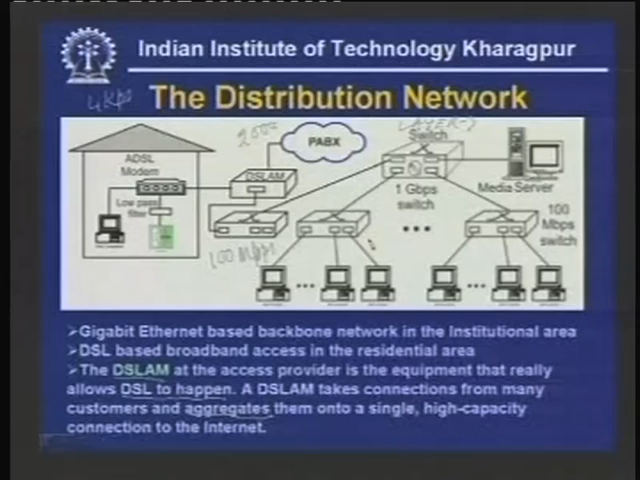 Indian Institute of Technology Kharagpur
4Kps
The Distribution Network
2000
PABX
LAYER-3
Switch
ADSL
Modem
DSLAM
Low pass
filter
Media Server
1 Gbps
switch
100
Mbps
switch
100 Mbps
➢Gigabit Ethernet based backbone network in the Institutional area
➢DSL based broadband access in the residential area
➢The DSLAM at the access provider is the equipment that really
allows DSL to happen. A DSLAM takes connections from many
customers and aggregates them onto a single, high-capacity
connection to the Internet.